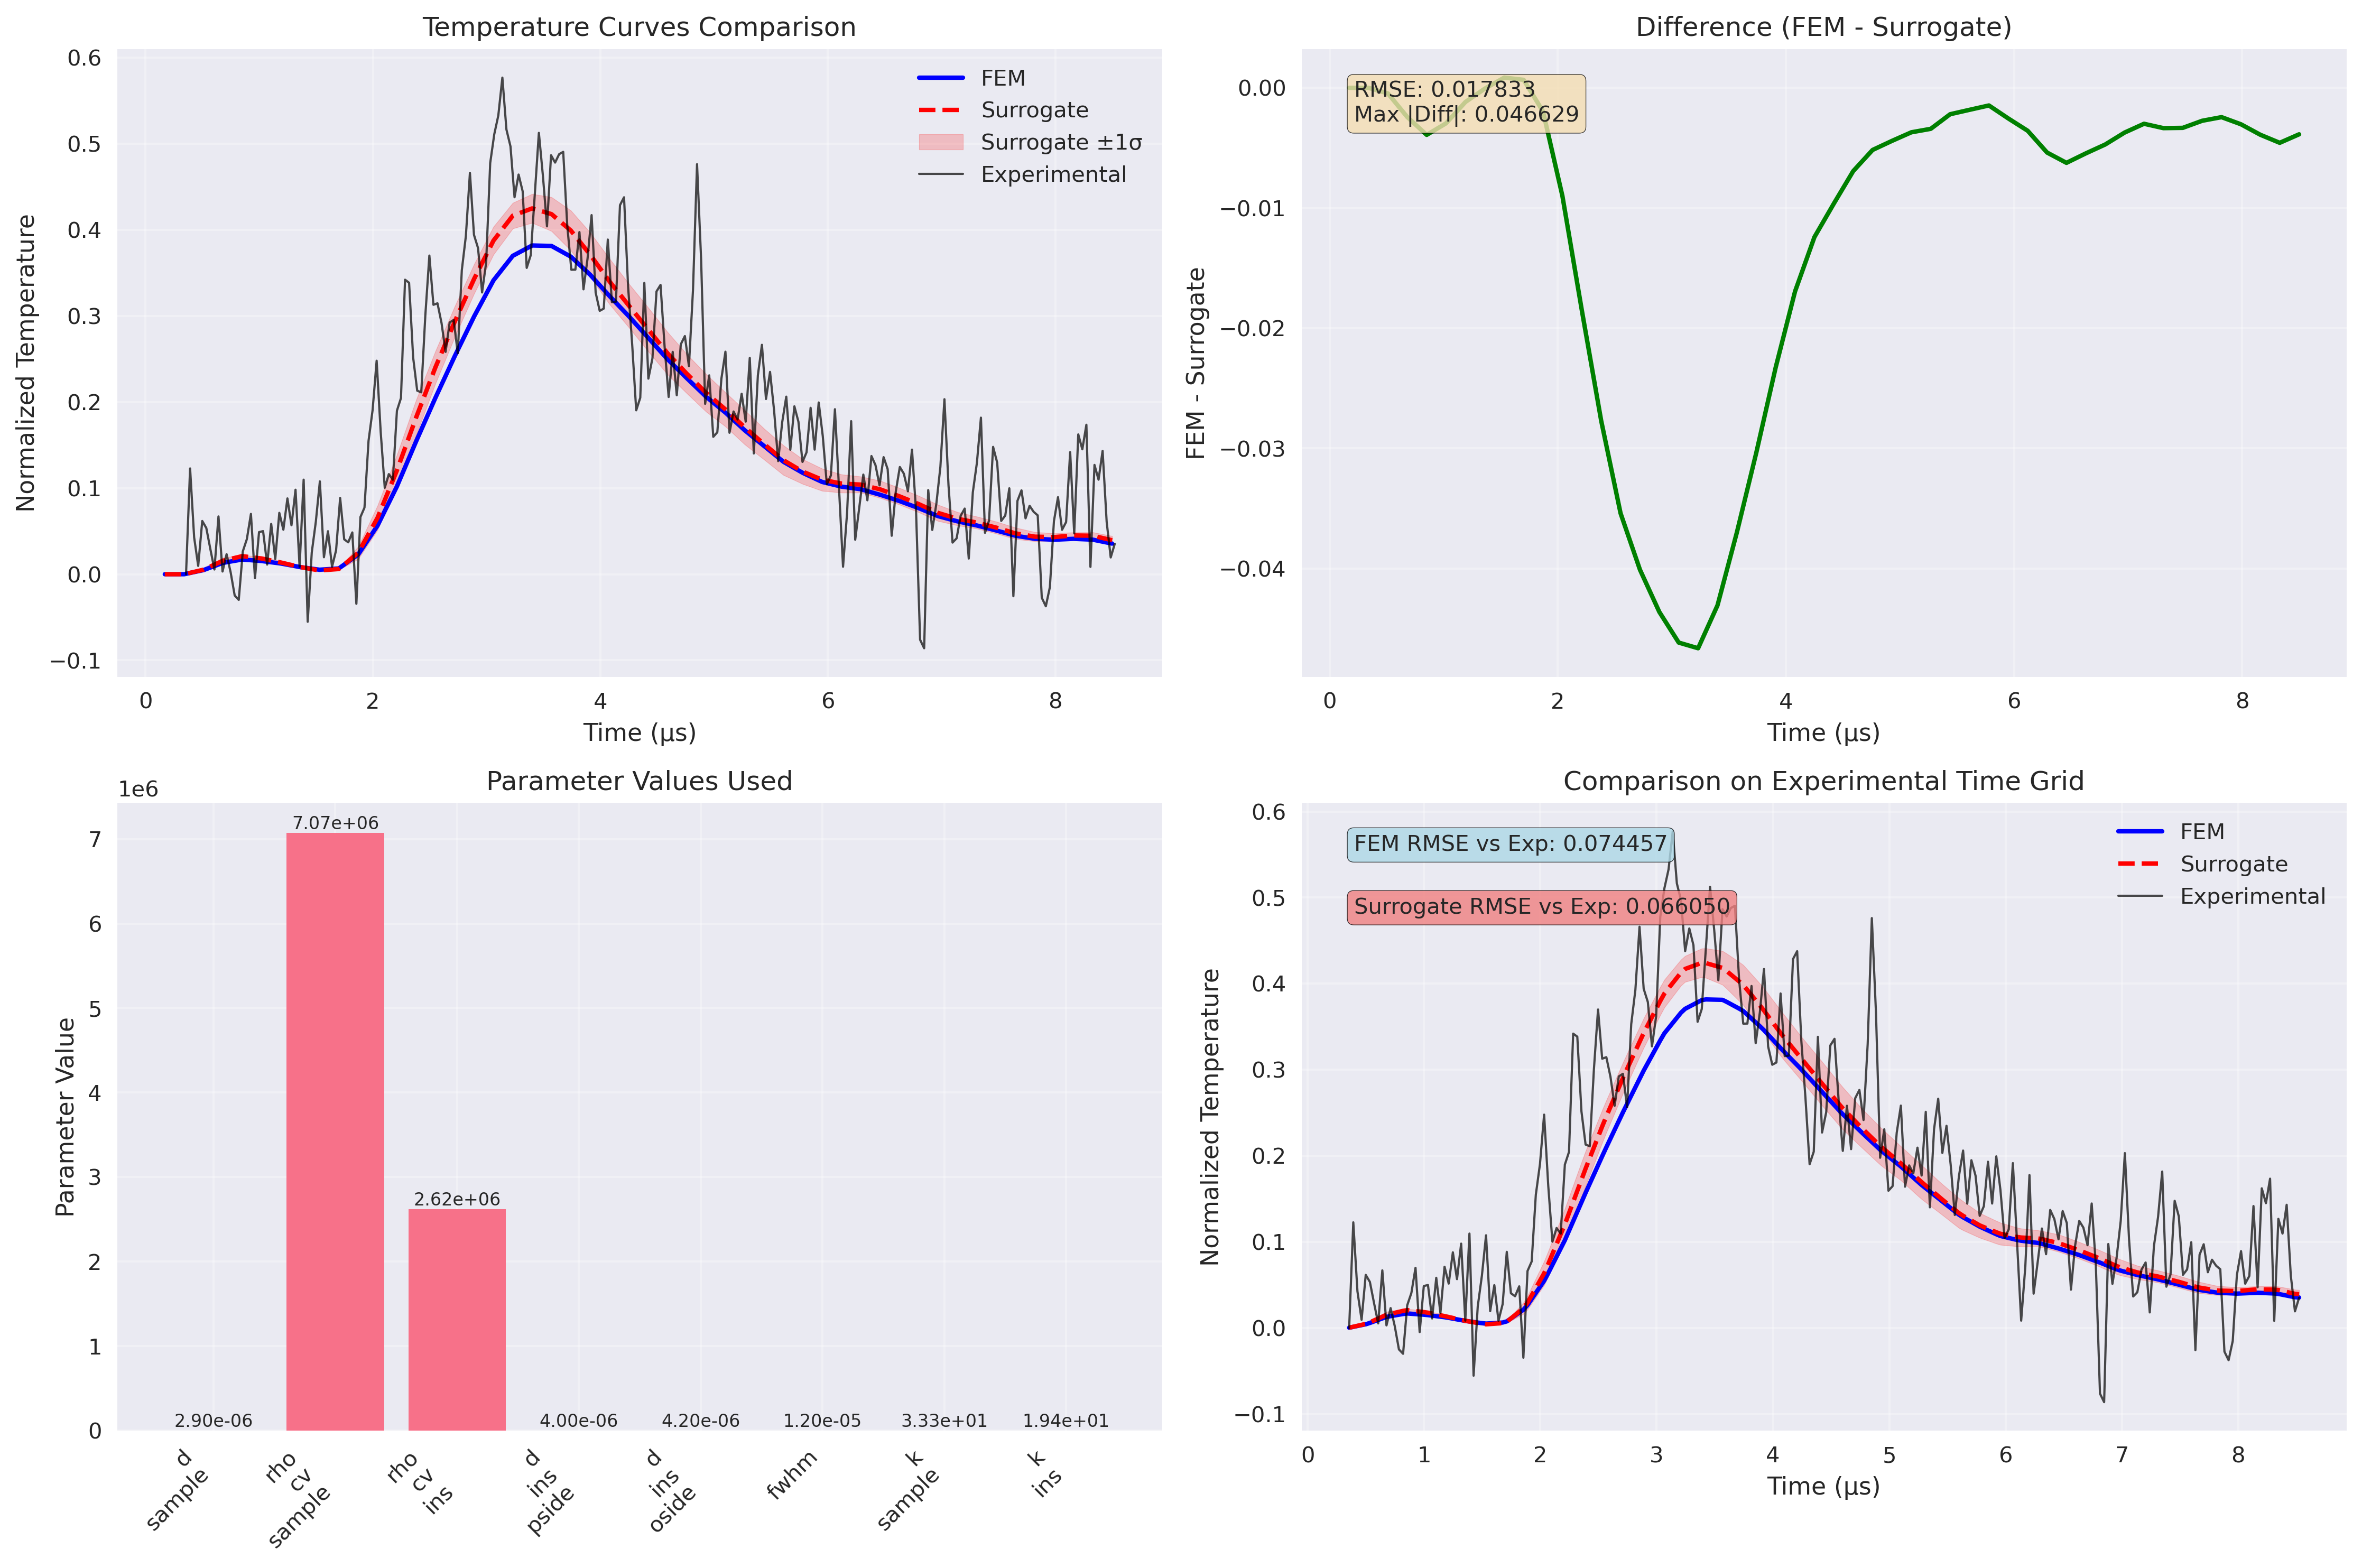 Temperature Curves Comparison
Normalized Temperature
0.6
0.5
0.4
0.3
0.2
0.1
0.0
−0.1
FEM
Surrogate
Surrogate ±1σ
Experimental
0 2 4 6 8
Time (μs)
Difference (FEM - Surrogate)
FEM - Surrogate
0.00
−0.01
−0.02
−0.03
−0.04
RMSE: 0.017833
Max |Diff|: 0.046629
0 2 4 6 8
Time (μs)
Parameter Values Used
1e6
Parameter Value
7
6
5
4
3
2
1
0
2.90e-06
7.07e+06
2.62e+06
4.00e-06
4.20e-06
1.20e-05
3.33e+01
1.94e+01
d
sample
rho
cv
sample
rho
cv
ins
d
ins
pside
d
ins
oside
fwhm
k
sample
k
ins
Comparison on Experimental Time Grid
Normalized Temperature
0.6
0.5
0.4
0.3
0.2
0.1
0.0
−0.1
FEM RMSE vs Exp: 0.074457
Surrogate RMSE vs Exp: 0.066050
FEM
Surrogate
Experimental
0 1 2 3 4 5 6 7 8
Time (μs)